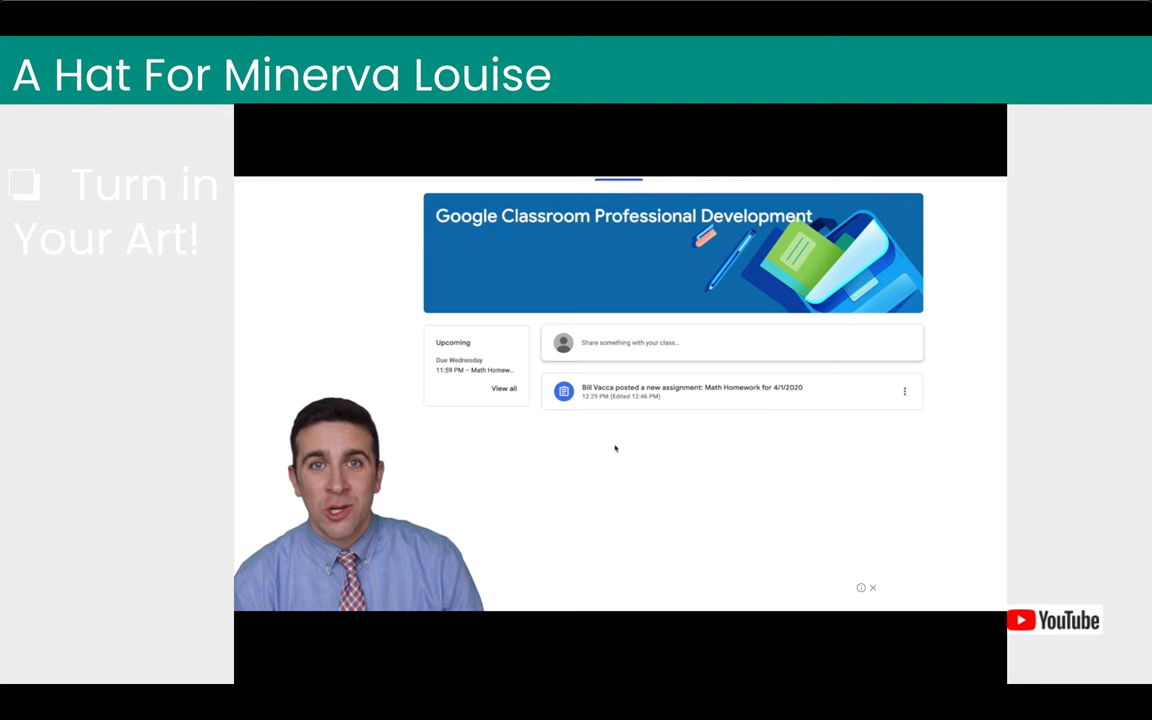 A Hat For Minerva Louise
Turn in
Your Art!
Google Classroom Professional Development
Upcoming
Due Wednesday
11:59 PM – Math Homew...
View all
Share something with your class...
Bill Vacca posted a new assignment: Math Homework for 4/1/2020
12:29 PM (Edited 12:46 PM)
YouTube